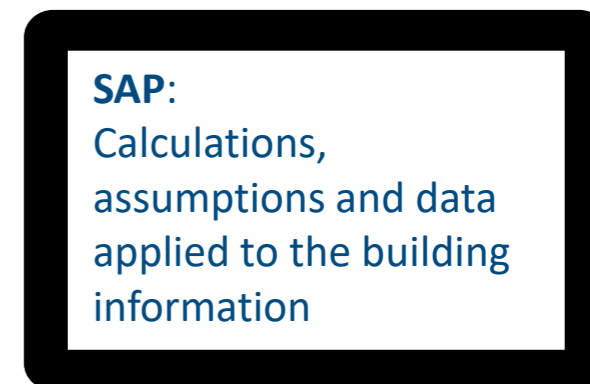 SAP:
Calculations,
assumptions and data
applied to the building
information